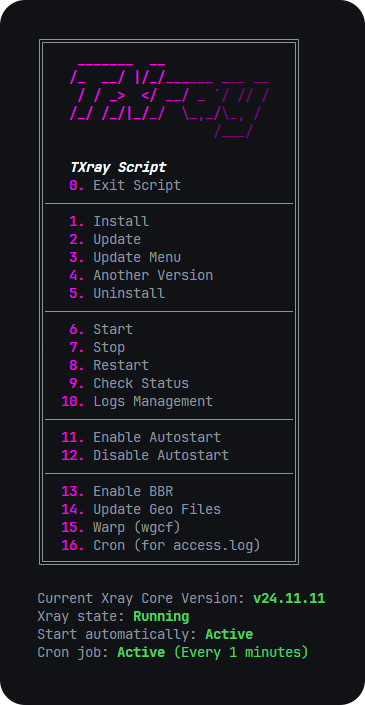 TXray Script
0. Exit Script
1. Install
2. Update
3. Update Menu
4. Another Version
5. Uninstall
6. Start
7. Stop
8. Restart
9. Check Status
10. Logs Management
11. Enable Autostart
12. Disable Autostart
13. Enable BBR
14. Update Geo Files
15. Warp (wgcf)
16. Cron (for access.log)
Current Xray Core Version: v24.11.11
Xray state: Running
Start automatically: Active
Cron job: Active (Every 1 minutes)